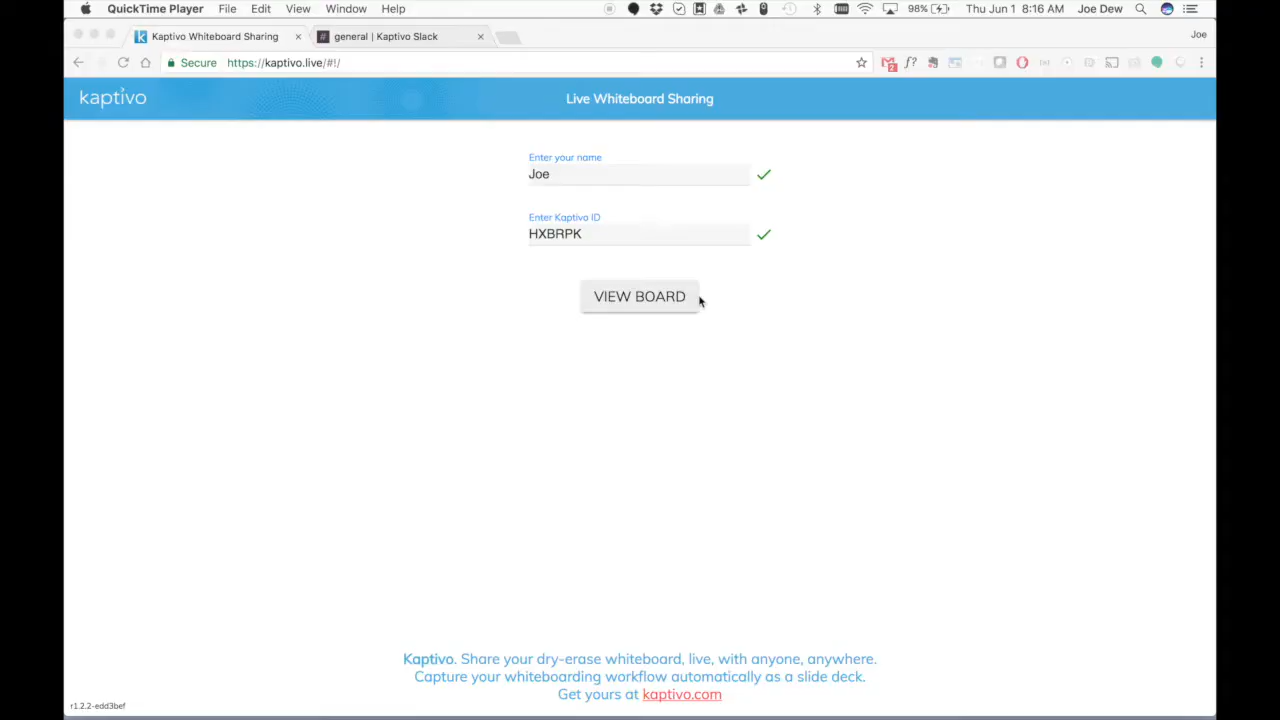 QuickTime Player File Edit View Window Help 98% Thu Jun 1 8:16 AM Joe Dew
Kaptivo Whiteboard Sharing × # general | Kaptivo Slack × Joe
Secure https://kaptivo.live/#!/ 2 f?
kaptivo Live Whiteboard Sharing
Enter your name
Joe
Enter Kaptivo ID
HXBRPK
VIEW BOARD
Kaptivo. Share your dry-erase whiteboard, live, with anyone, anywhere.
Capture your whiteboarding workflow automatically as a slide deck.
Get yours at kaptivo.com
r1.2.2-edd3bef